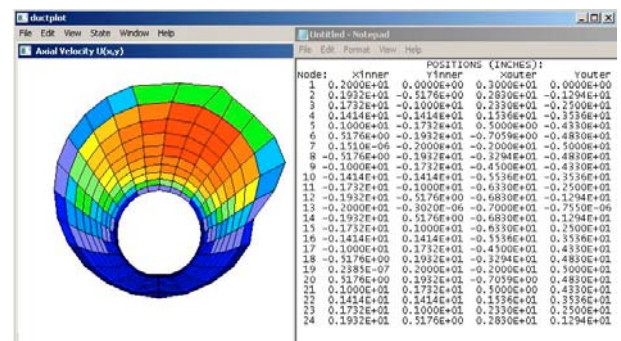 ductplot
File Edit View State Window Help
Axial Velocity U(x,y)
Untitled - Notepad
File Edit Format View Help
POSITIONS (INCHES):
Node: Xinner Yinner Xouter Youter
1 0.2000E+01 0.0000E+00 0.3000E+01 0.0000E+00
2 0.1932E+01 -0.5176E+00 0.2830E+01 -0.1294E+01
3 0.1732E+01 -0.1000E+01 0.2330E+01 -0.2500E+01
4 0.1414E+01 -0.1414E+01 0.1536E+01 -0.3536E+01
5 0.1000E+01 -0.1732E+01 0.5000E+00 -0.4330E+01
6 0.5176E+00 -0.1932E+01 -0.7059E+00 -0.4830E+01
7 0.1510E-06 -0.2000E+01 -0.2000E+01 -0.5000E+01
8 -0.5176E+00 -0.1932E+01 -0.3294E+01 -0.4830E+01
9 -0.1000E+01 -0.1732E+01 -0.4500E+01 -0.4330E+01
10 -0.1414E+01 -0.1414E+01 -0.5536E+01 -0.3536E+01
11 -0.1732E+01 -0.1000E+01 -0.6330E+01 -0.2500E+01
12 -0.1932E+01 -0.5176E+00 -0.6830E+01 -0.1294E+01
13 -0.2000E+01 -0.3020E-06 -0.7000E+01 -0.7550E-06
14 -0.1932E+01 0.5176E+00 -0.6830E+01 0.1294E+01
15 -0.1732E+01 0.1000E+01 -0.6330E+01 0.2500E+01
16 -0.1414E+01 0.1414E+01 -0.5536E+01 0.3536E+01
17 -0.1000E+01 0.1732E+01 -0.4500E+01 0.4330E+01
18 -0.5176E+00 0.1932E+01 -0.3294E+01 0.4830E+01
19 0.2385E-07 0.2000E+01 -0.2000E+01 0.5000E+01
20 0.5176E+00 0.1932E+01 -0.7059E+00 0.4830E+01
21 0.1000E+01 0.1732E+01 0.5000E+00 0.4330E+01
22 0.1414E+01 0.1414E+01 0.1536E+01 0.3536E+01
23 0.1732E+01 0.1000E+01 0.2330E+01 0.2500E+01
24 0.1932E+01 0.5176E+00 0.2830E+01 0.1294E+01